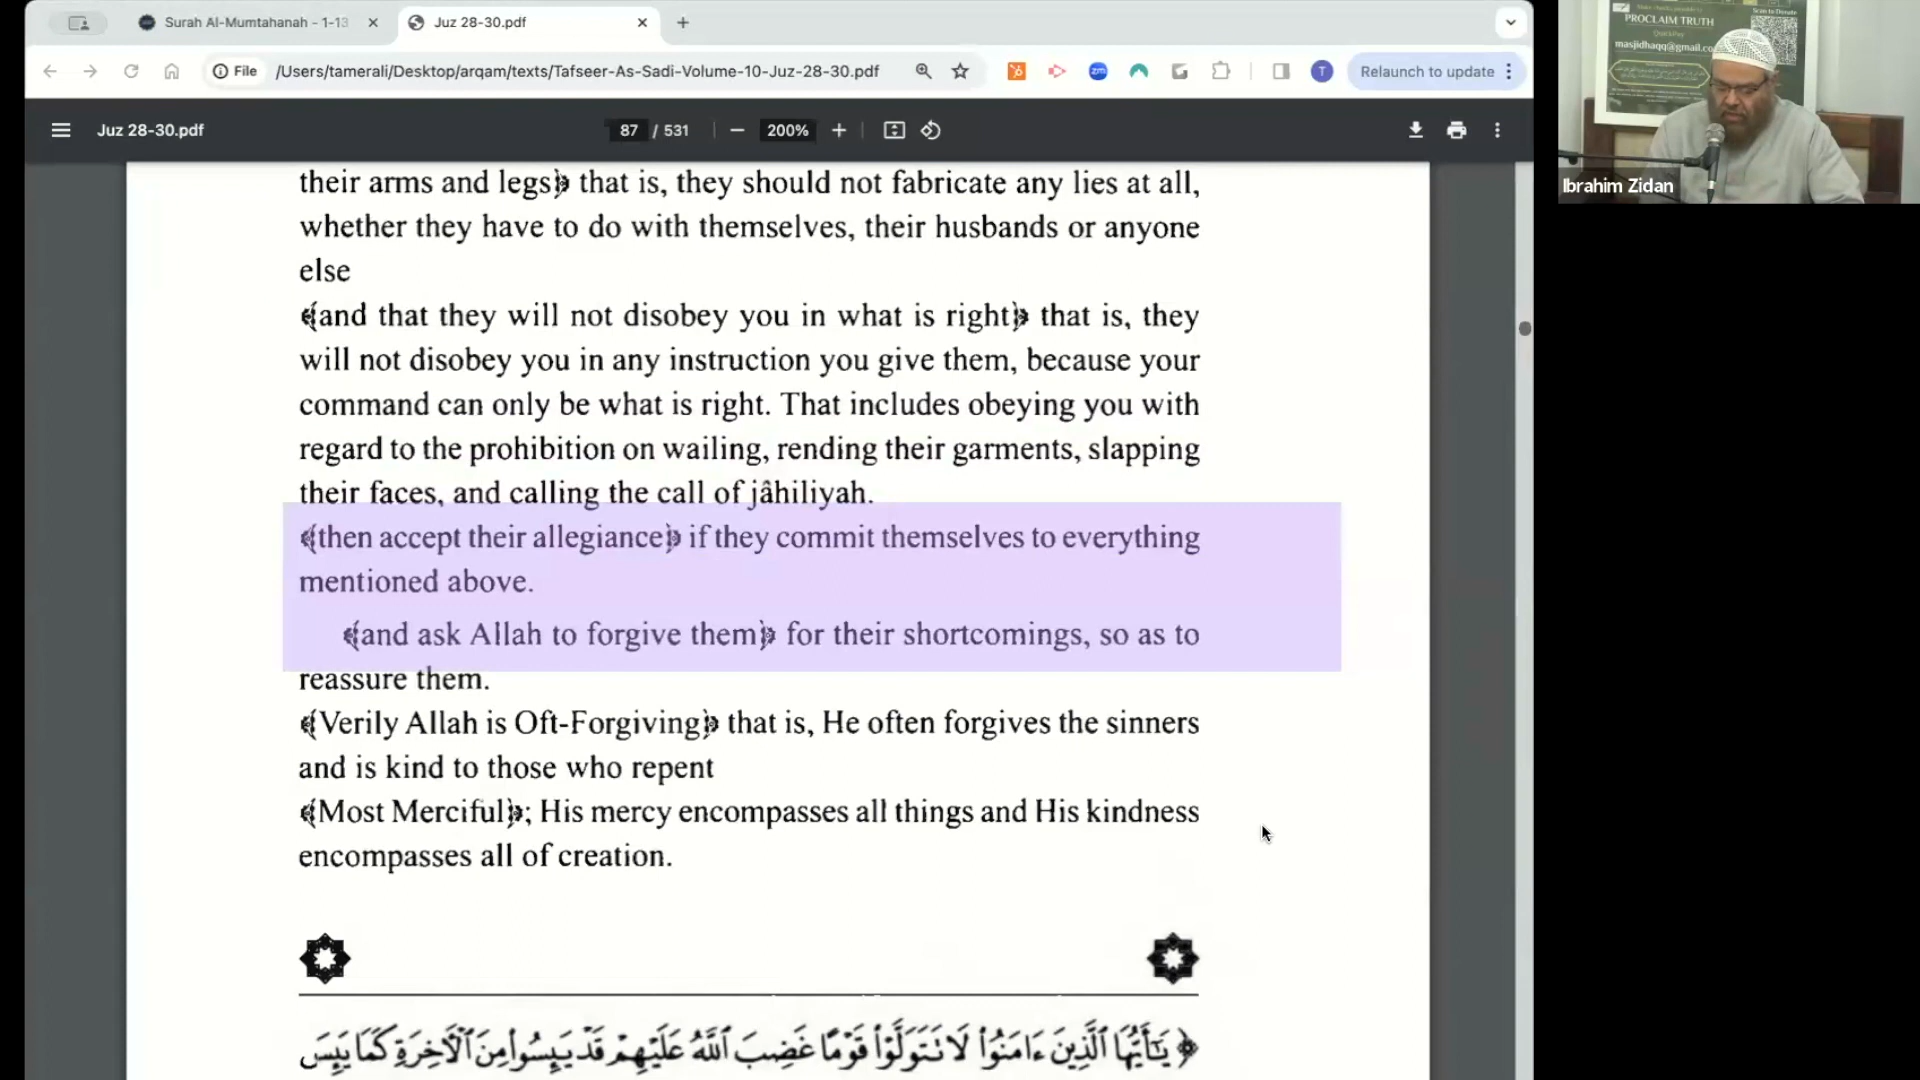 Surah Al-Mumtahanah - 1-13
Juz 28-30.pdf
File
/Users/tamerali/Desktop/arqam/texts/Tafseer-As-Sadi-Volume-10-Juz-28-30.pdf
zm
T
Relaunch to update
Juz 28-30.pdf
87 / 531
200%
their arms and legs﴿ that is, they should not fabricate any lies at all,
whether they have to do with themselves, their husbands or anyone
else
﴾and that they will not disobey you in what is right﴿ that is, they
will not disobey you in any instruction you give them, because your
command can only be what is right. That includes obeying you with
regard to the prohibition on wailing, rending their garments, slapping
their faces, and calling the call of jâhiliyah.
﴾then accept their allegiance﴿ if they commit themselves to everything
mentioned above.
﴾and ask Allah to forgive them﴿ for their shortcomings, so as to
reassure them.
﴾Verily Allah is Oft-Forgiving﴿ that is, He often forgives the sinners
and is kind to those who repent
﴾Most Merciful﴿; His mercy encompasses all things and His kindness
encompasses all of creation.
﴿ يَـٰٓأَيُّهَا ٱلَّذِينَ ءَامَنُوا۟ لَا تَتَوَلَّوْا۟ قَوْمًا غَضِبَ ٱللَّهُ عَلَيْهِمْ قَدْ يَئِسُوا۟ مِنَ ٱلْـَٔاخِرَةِ كَمَا يَئِسَ
Scan to Donate
PROCLAIM TRUTH
QuickPay
masjidhaqq@gmail.co
Ibrahim Zidan